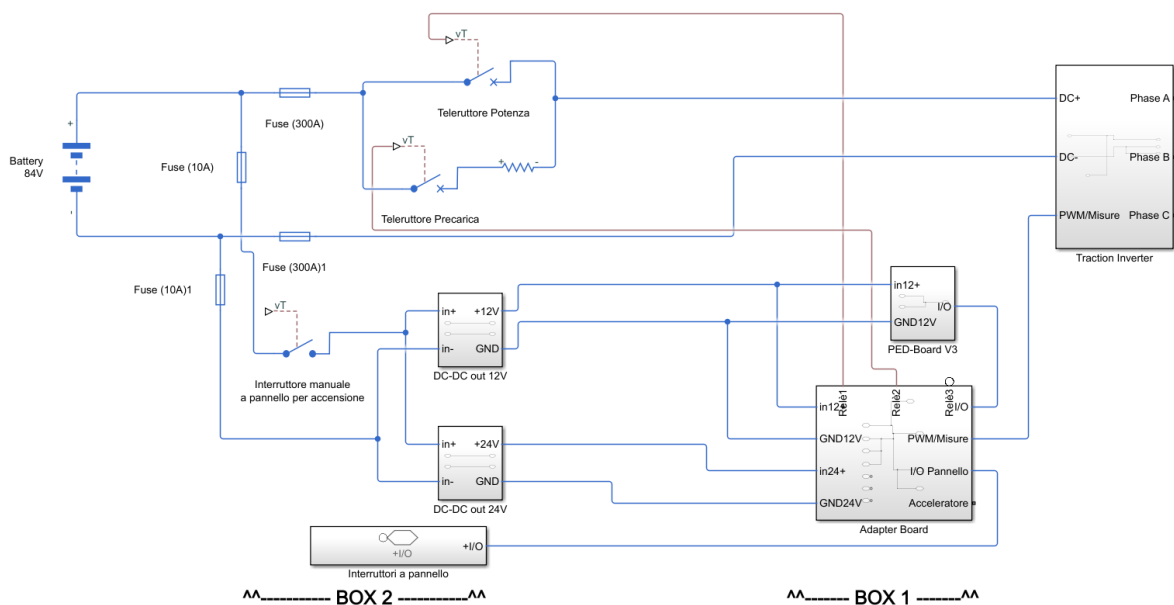 vT
Teleruttore Potenza
+
Battery
84V
-
Fuse (300A)
Fuse (10A)
vT
+
-
Teleruttore Precarica
Fuse (300A)1
Fuse (10A)1
DC+
Phase A
DC-
Phase B
PWM/Misure
Phase C
Traction Inverter
vT
Interruttore manuale
a pannello per accensione
in+
+12V
in-
GND
DC-DC out 12V
in+
+24V
in-
GND
DC-DC out 24V
in12+
I/O
GND12V
PED-Board V3
Relè1
Relè2
Relè3
in12+
I/O
GND12V
PWM/Misure
in24+
I/O Pannello
GND24V
Acceleratore
Adapter Board
+I/O
+I/O
Interruttori a pannello
^^----------- BOX 2 -----------^^
^^------- BOX 1 -------^^